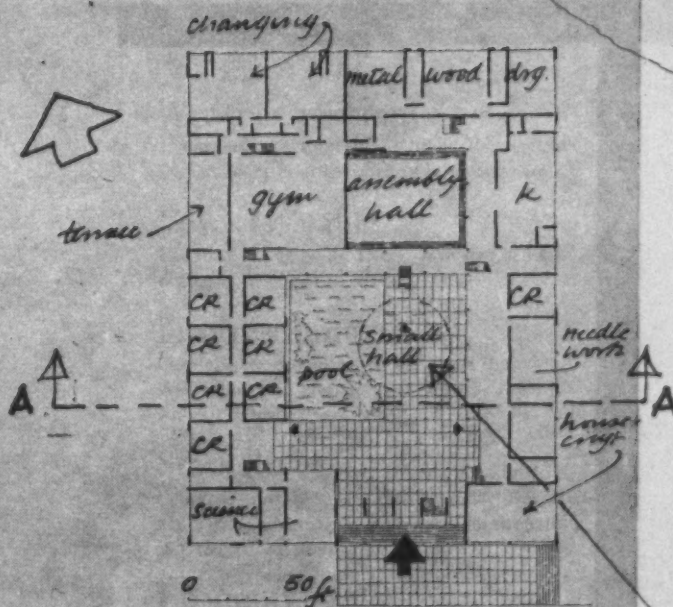 changing
metal wood drg.
gym
assembly
hall
k
terrace
CR CR
CR
small
hall
CR CR
needle
work
pool
CR CR
A A
house
craft
CR
science
0 50 ft